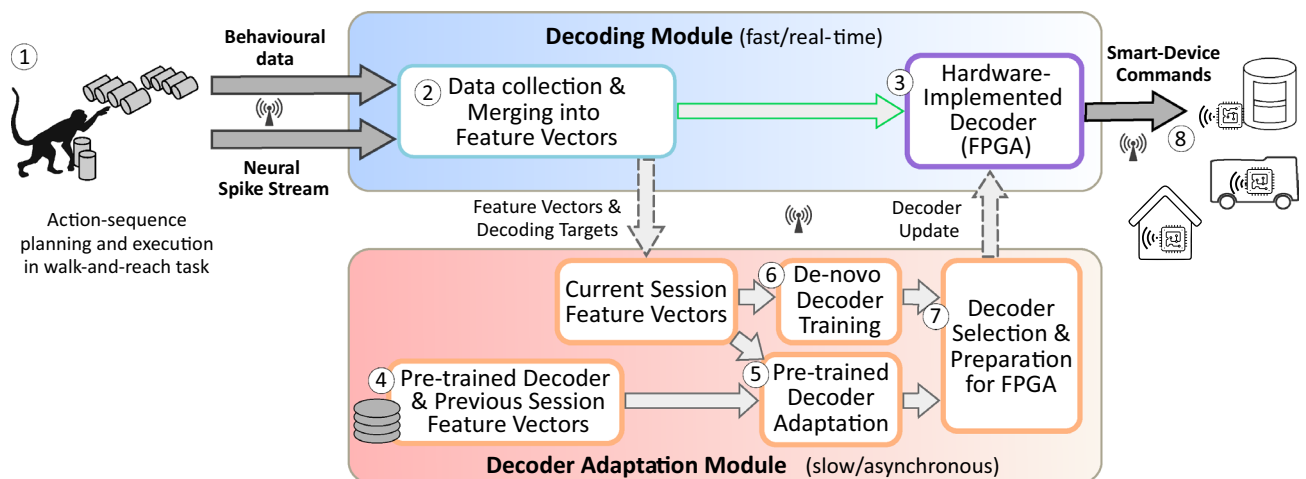 1
Behavioural
data
Neural
Spike Stream
Action-sequence
planning and execution
in walk-and-reach task
Decoding Module (fast/real-time)
2
Data collection &
Merging into
Feature Vectors
3
Hardware-
Implemented
Decoder
(FPGA)
Smart-Device
Commands
8
Feature Vectors &
Decoding Targets
Decoder
Update
Current Session
Feature Vectors
6
De-novo
Decoder
Training
7
Decoder
Selection &
Preparation
for FPGA
4
Pre-trained Decoder
& Previous Session
Feature Vectors
5
Pre-trained
Decoder
Adaptation
Decoder Adaptation Module (slow/asynchronous)